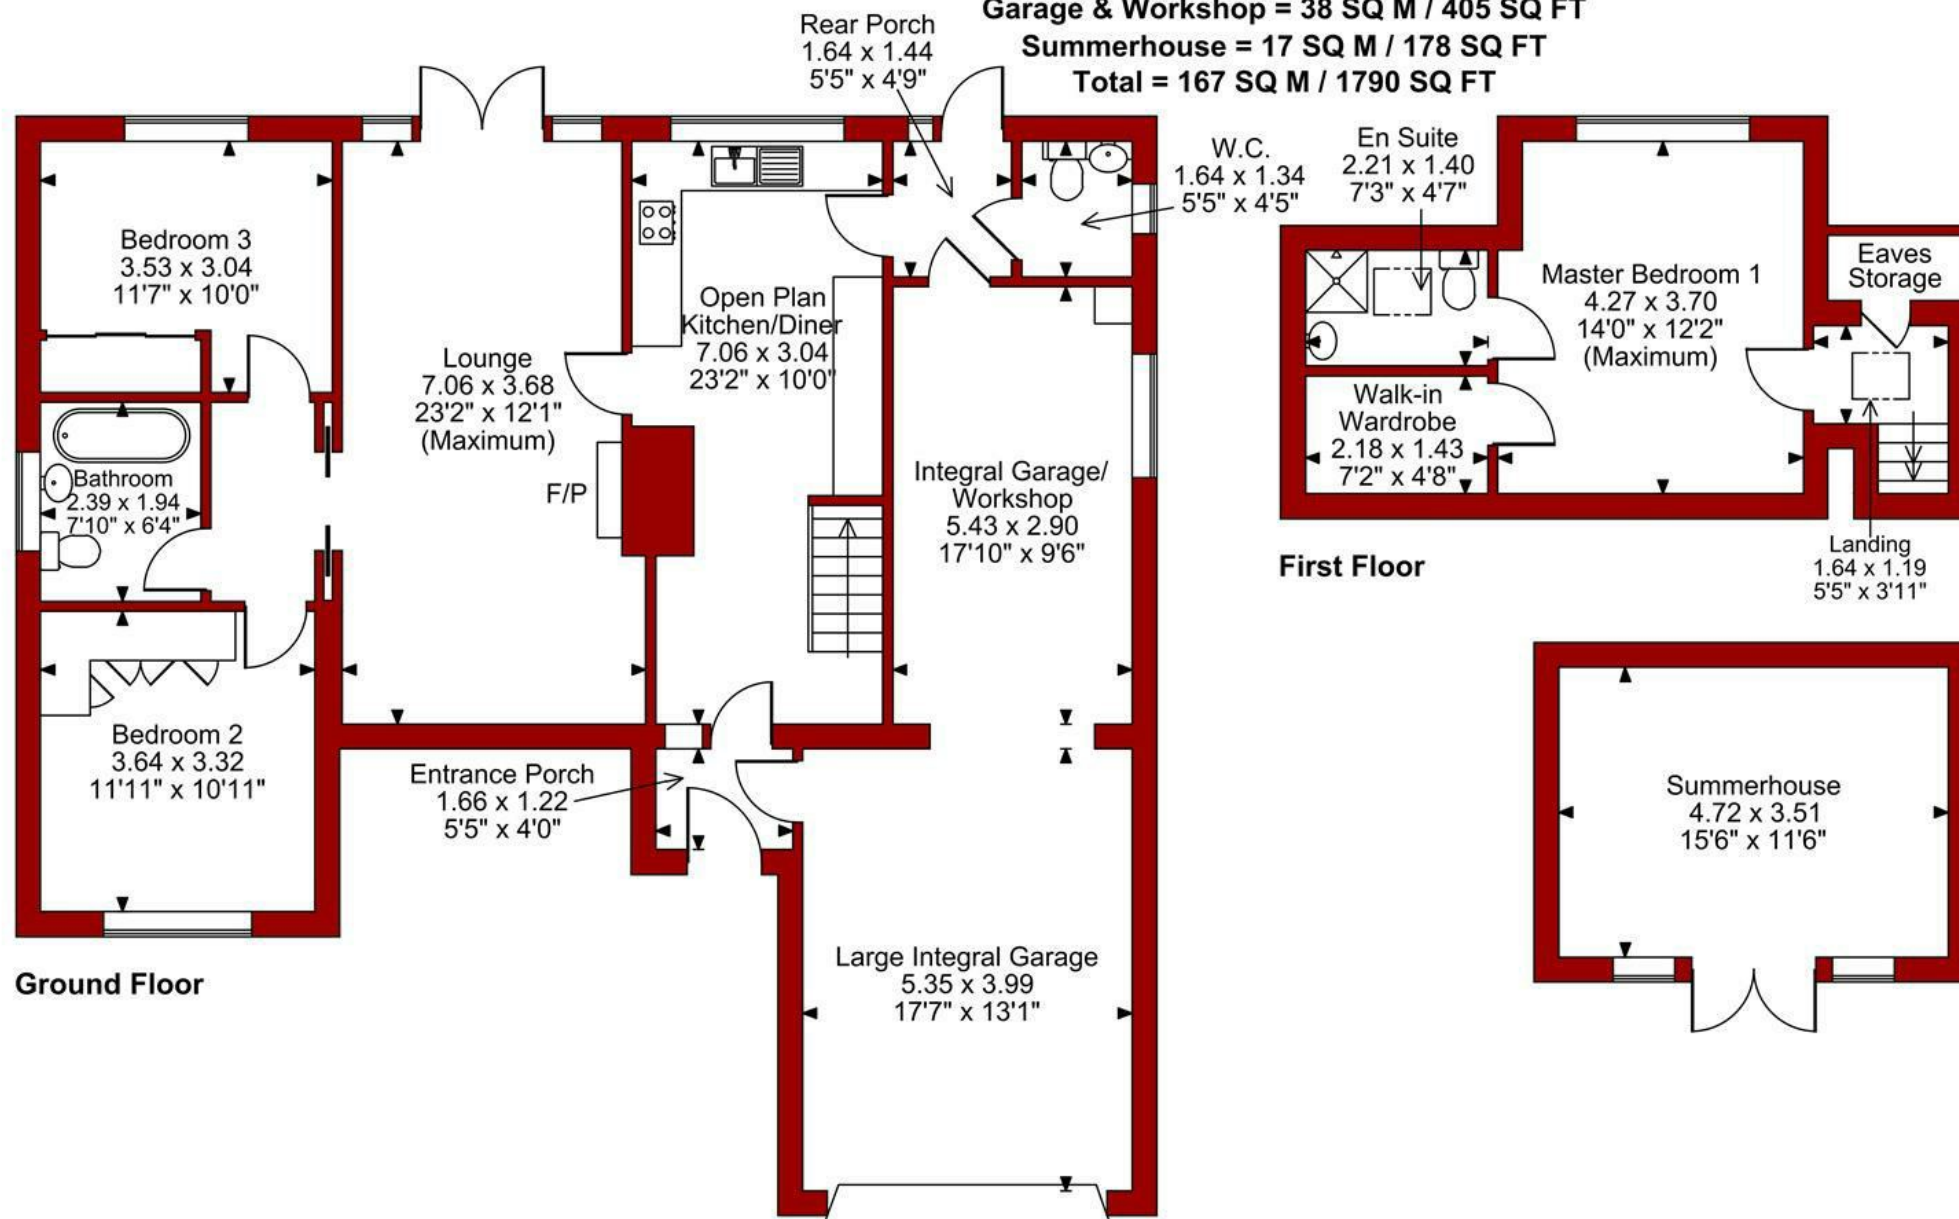 Garage & Workshop = 38 SQ M / 405 SQ FT
Summerhouse = 17 SQ M / 178 SQ FT
Total = 167 SQ M / 1790 SQ FT
Rear Porch
1.64 x 1.44
5'5" x 4'9"
W.C.
1.64 x 1.34
5'5" x 4'5"
En Suite
2.21 x 1.40
7'3" x 4'7"
Bedroom 3
3.53 x 3.04
11'7" x 10'0"
Lounge
7.06 x 3.68
23'2" x 12'1"
(Maximum)
Open Plan
Kitchen/Diner
7.06 x 3.04
23'2" x 10'0"
Master Bedroom 1
4.27 x 3.70
14'0" x 12'2"
(Maximum)
Eaves
Storage
Walk-in
Wardrobe
2.18 x 1.43
7'2" x 4'8"
Bathroom
2.39 x 1.94
7'10" x 6'4"
F/P
Integral Garage/
Workshop
5.43 x 2.90
17'10" x 9'6"
First Floor
Landing
1.64 x 1.19
5'5" x 3'11"
Bedroom 2
3.64 x 3.32
11'11" x 10'11"
Entrance Porch
1.66 x 1.22
5'5" x 4'0"
Summerhouse
4.72 x 3.51
15'6" x 11'6"
Large Integral Garage
5.35 x 3.99
17'7" x 13'1"
Ground Floor